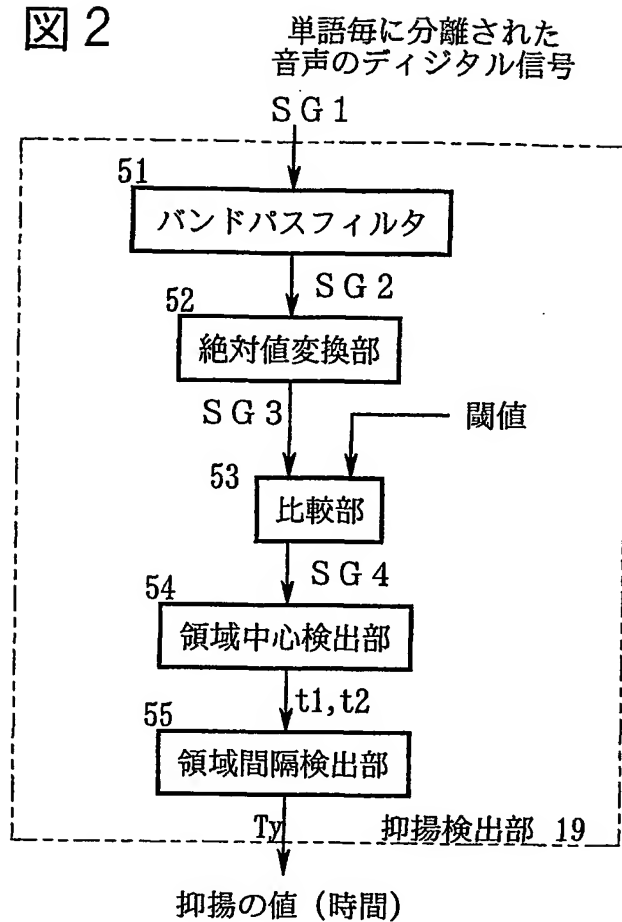 図2
単語毎に分離された
音声のディジタル信号
SG1
51
バンドパスフィルタ
SG2
52
絶対値変換部
SG3
閾値
53
比較部
SG4
54
領域中心検出部
t1,t2
55
領域間隔検出部
Ty
抑揚検出部 19
抑揚の値(時間)